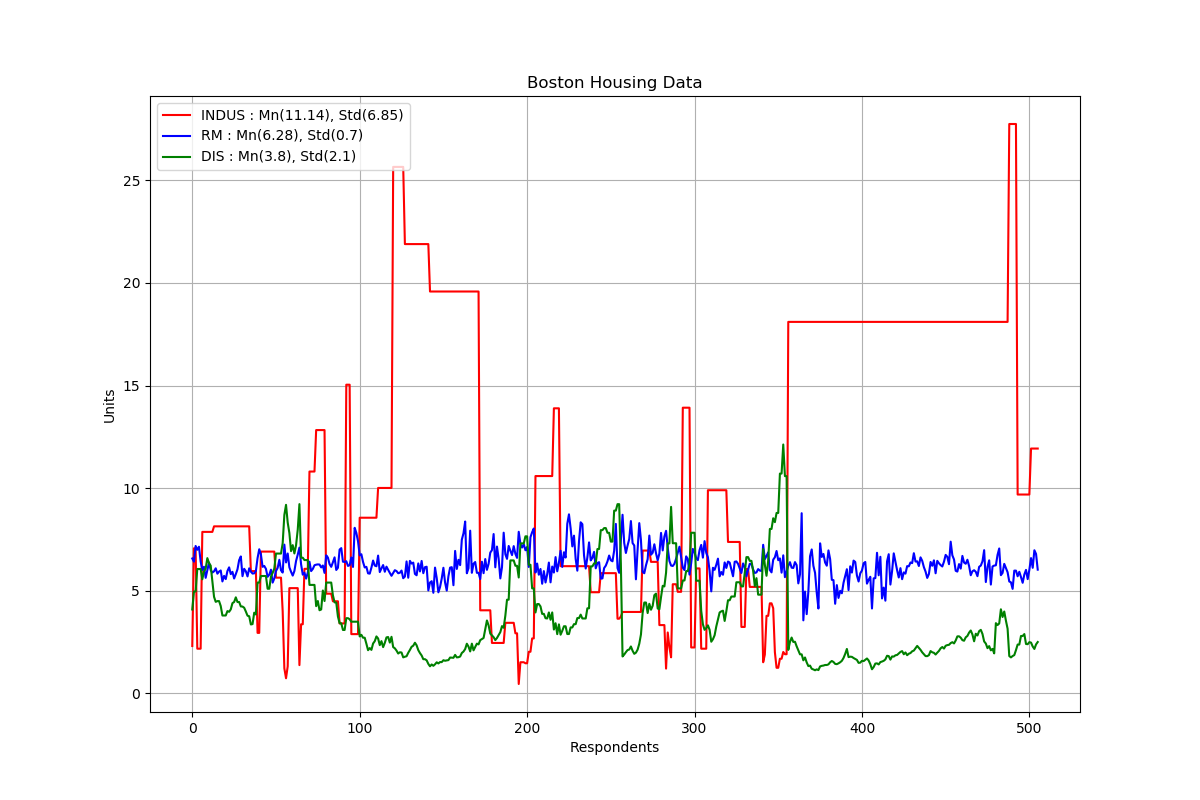 Boston Housing Data
INDUS : Mn(11.14), Std(6.85)
RM : Mn(6.28), Std(0.7)
DIS : Mn(3.8), Std(2.1)
25
20
15
10
5
0
Units
0 100 200 300 400 500
Respondents